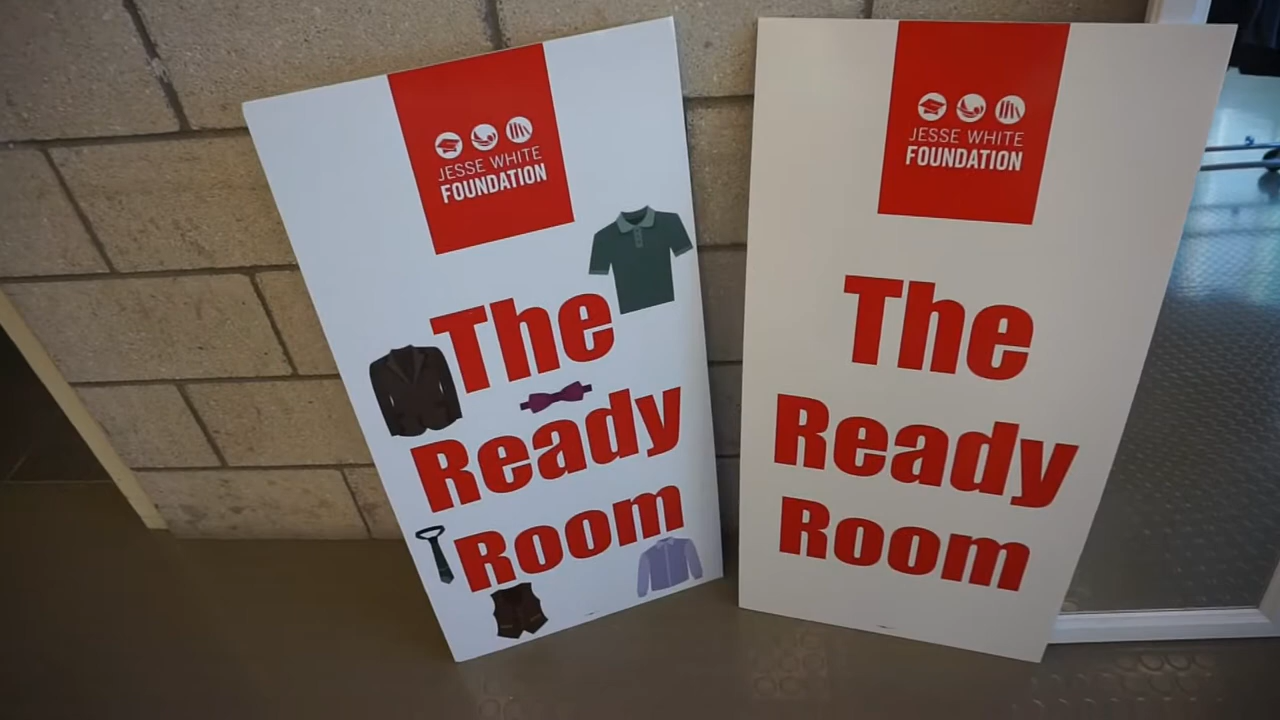 JESSE WHITE
FOUNDATION
The
Ready
Room
JESSE WHITE
FOUNDATION
The
Ready
Room